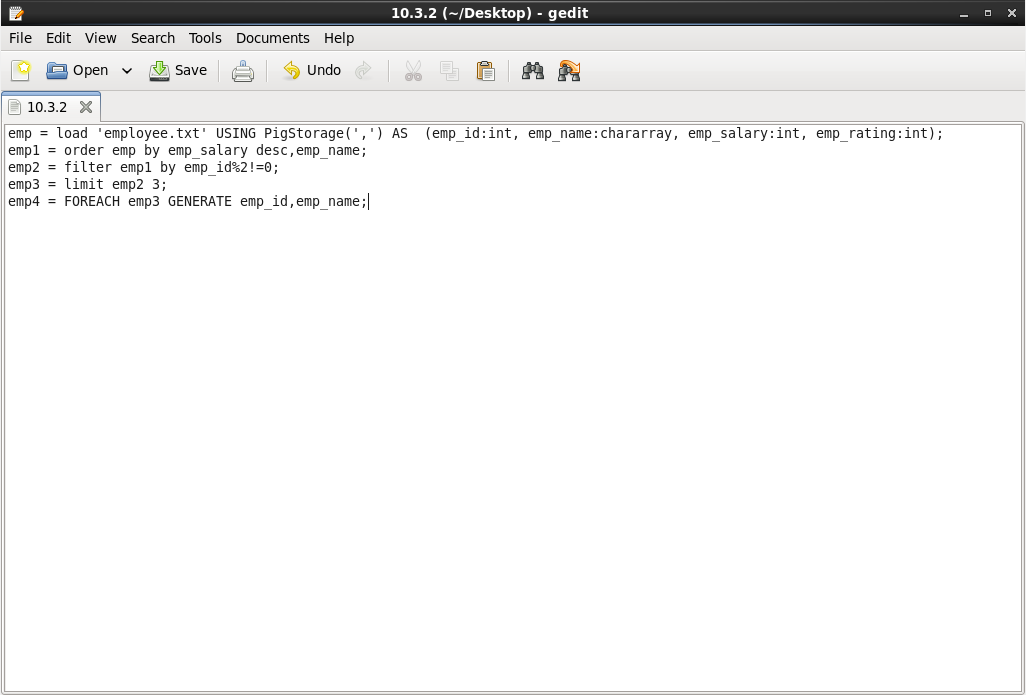 10.3.2 (~/Desktop) - gedit
File Edit View Search Tools Documents Help
Open Save Undo
10.3.2
emp = load 'employee.txt' USING PigStorage(',') AS  (emp_id:int, emp_name:chararray, emp_salary:int, emp_rating:int);
emp1 = order emp by emp_salary desc,emp_name;
emp2 = filter emp1 by emp_id%2!=0;
emp3 = limit emp2 3;
emp4 = FOREACH emp3 GENERATE emp_id,emp_name;